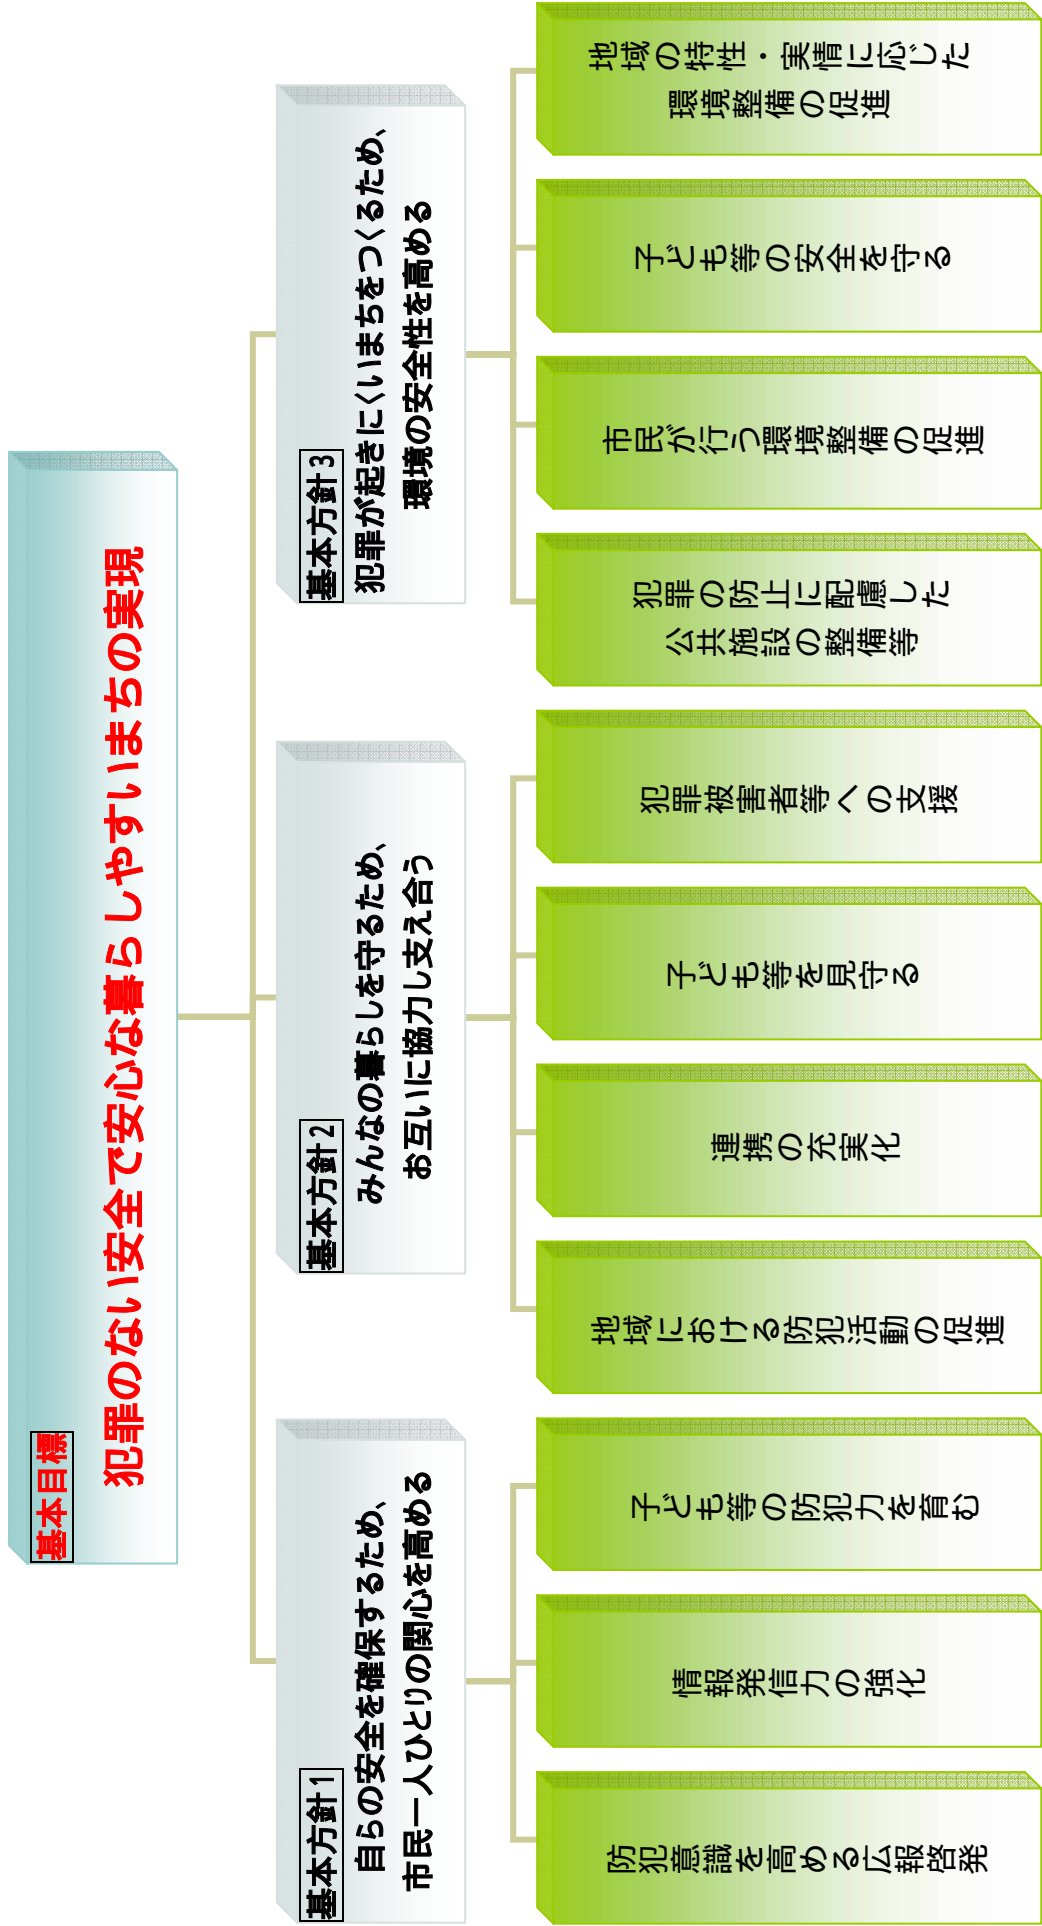 基本目標
犯罪のない安全で安心な暮らしやすいまちの実現
基本方針1
自らの安全を確保するため、
市民一人ひとりの関心を高める
防犯意識を高める広報啓発
情報発信力の強化
子ども等の防犯力を育む
基本方針2
みんなの暮らしを守るため、
お互いに協力し支え合う
地域における防犯活動の促進
連携の充実化
子ども等を見守る
犯罪被害者等への支援
基本方針3
犯罪が起きにくいまちをつくるため、
環境の安全性を高める
犯罪の防止に配慮した
公共施設の整備等
市民が行う環境整備の促進
子ども等の安全を守る
地域の特性・実情に応じた
環境整備の促進